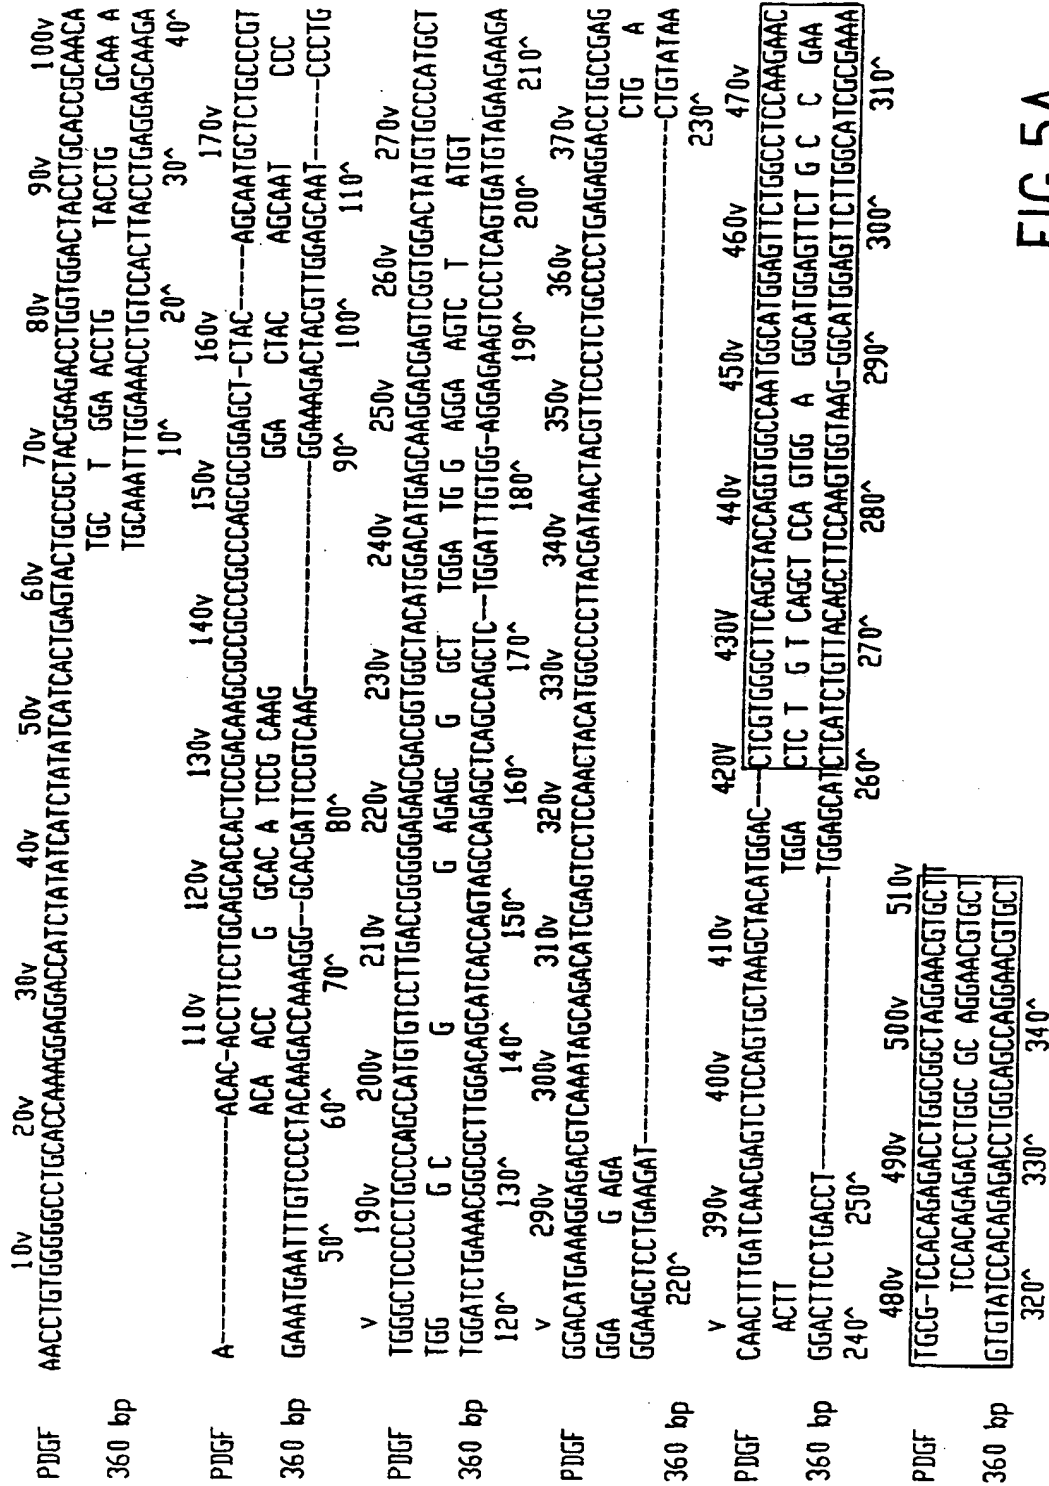 10v 20v 30v 40v 50v 60v 70v 80v 90v 100v
PDGF AACCTGTGGGGCCTGCACCAAAGGAGGACCATCTATATCATCTATATCATCACTGAGTACTGCCGCTACGGAGACCTGGTGGACTACCTGCACCGCAACA
TGC T GGA ACCTG TACCTG GCAA A
360 bp TGCAAATTTGGAAACCTGTCCACTTACCTGAGGAGCAAGA
10^ 20^ 30^ 40^
110v 120v 130v 140v 150v 160v 170v
PDGF A--------------ACAC-ACCTTCCTGCAGCACCACTCCGACAAGCGCCGCCCGCCCAGCGCGGAGCT-CTAC-----AGCAATGCTCTGCCCGT
ACA ACC G GCAC A TCCG CAAG GGA CTAC AGCAAT CCC
360 bp GAAATGAATTTGTCCCCTACAAGACCAAAGGG--GCACGATTCCGTCAAG--------------------GGAAAGACTACGTTGGAGCAAT-----CCCTG
50^ 60^ 70^ 80^ 90^ 100^ 110^
v 190v 200v 210v 220v 230v 240v 250v 260v 270v
PDGF TGGGCTCCCCCTGCCCAGCCATGTGTCCTTGACCGGGGAGAGCGACGGTGGCTACATGGACATGAGCAAGGACGAGTCGGTGGACTATGTGCCCATGCT
TGG G C G G AGAGC G GCT TGGA TG G AGGA AGTC T ATGT
360 bp TGGATCTGAAACGGCGCTTGGACAGCATCACCAGTAGCCAGAGCTCAGCCAGCTC--TGGATTTGTGG-AGGAGAAGTCCCTCAGTGATGTAGAAGAAGA
120^ 130^ 140^ 150^ 160^ 170^ 180^ 190^ 200^ 210^
v 290v 300v 310v 320v 330v 340v 350v 360v 370v
PDGF GGACATGAAAGGAGACGTCAAATAGCAGACATCGAGTCCTCCAACTACATGGCCCCTTACGATAACTACGTTCCCTCTGCCCCTGAGAGGACCTGCCGAG
GGA G AGA CTG A
360 bp GGAAGCTCCTGAAGAT------------------------------------------------------------------------CTGTATAA
220^ 230^
v 390v 400v 410v 420V 430V 440v 450v 460v 470v
PDGF CAACTTTGATCAACGAGTCTCCAGTGCTAAGCTACATGGAC---CTCGTGGGCTTCAGCTACCAGGTGGCCAATGGCATGGAGTTCTGGCCTCCAAGAAC
ACTT TGGA CTC T GT CAGCT CCA GTGG A GGCATGGAGTTCT G C C GAA
360 bp GGACTTCCTGACCT----------------------TGGAGCATCTCATCTGTTACAGCTTCCAAGTGGTAAG-GGCATGGAGTTCTTGGCATCGCGAAA
240^ 250^ 260^ 270^ 280^ 290^ 300^ 310^
480v 490v 500v 510v
PDGF TGCG-TCCACAGAGACCTGGCGGCTAGGAACGTGCTT
TCCACAGAGACCTGGC GC AGGAACGTGCT
360 bp GTGTATCCACAGAGACCTGGCAGCCAGGAACGTGCT
320^ 330^ 340^
FIG. 5A